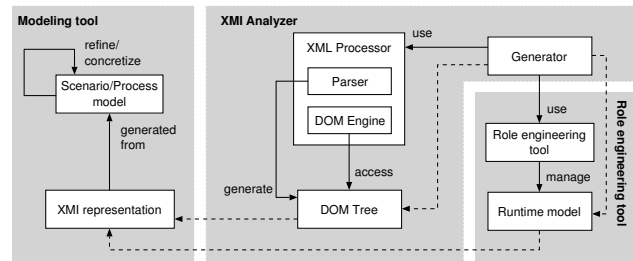 Modeling tool
XMI Analyzer
refine/
concretize
Scenario/Process
model
generated
from
XMI representation
XML Processor
Parser
DOM Engine
generate
access
DOM Tree
use
Generator
use
Role engineering
tool
manage
Runtime model
Role engineering tool